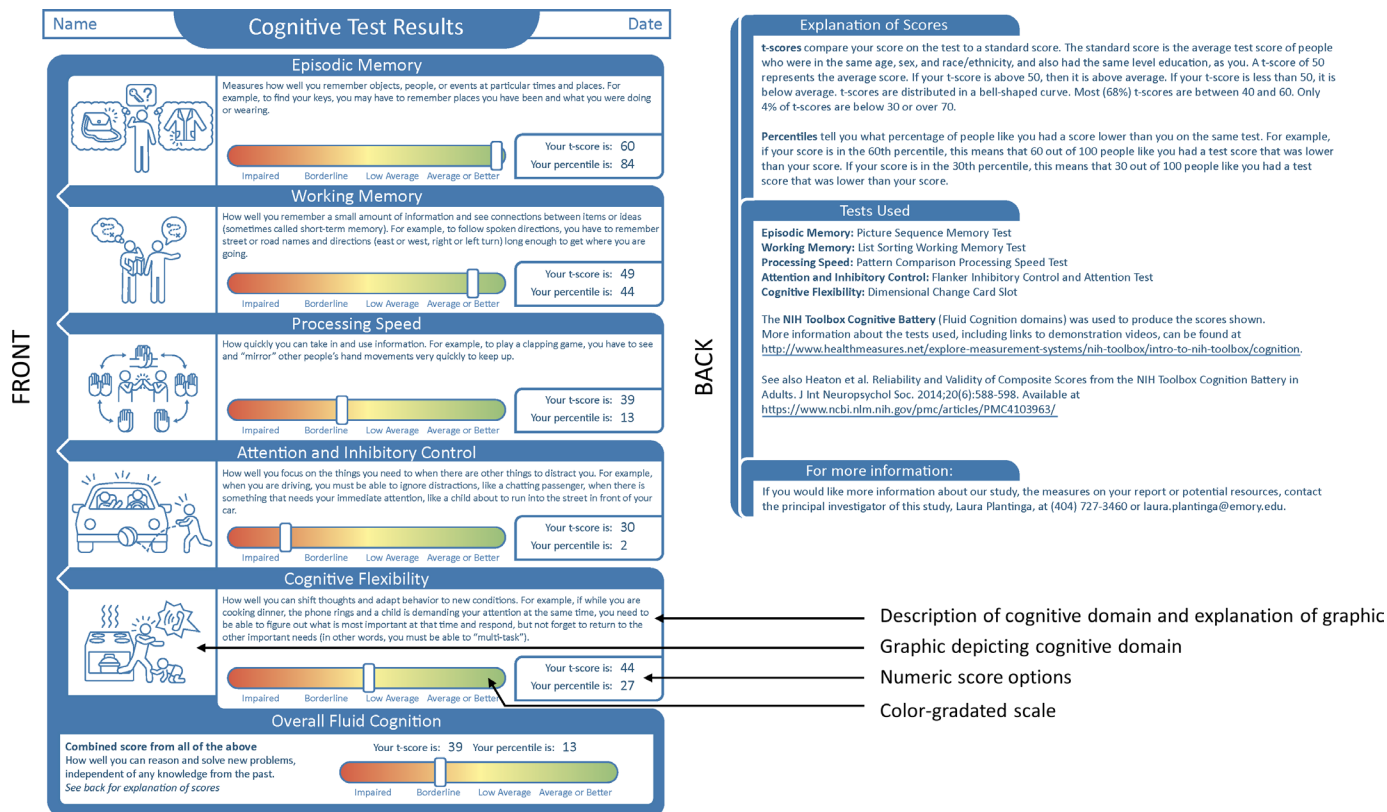 Name
Cognitive Test Results
Date
FRONT
Episodic Memory
Measures how well you remember objects, people, or events at particular times and places. For
example, to find your keys, you may have to remember places you have been and what you were doing
or wearing.
?
Impaired Borderline Low Average Average or Better
Your t-score is: 60
Your percentile is: 84
Working Memory
How well you remember a small amount of information and see connections between items or ideas
(sometimes called short-term memory). For example, to follow spoken directions, you have to remember
street or road names and directions (east or west, right or left turn) long enough to get where you are
going.
Impaired Borderline Low Average Average or Better
Your t-score is: 49
Your percentile is: 44
Processing Speed
How quickly you can take in and use information. For example, to play a clapping game, you have to see
and “mirror” other people’s hand movements very quickly to keep up.
Impaired Borderline Low Average Average or Better
Your t-score is: 39
Your percentile is: 13
Attention and Inhibitory Control
How well you focus on the things you need to when there are other things to distract you. For example,
when you are driving, you must be able to ignore distractions, like a chatting passenger, when there is
something that needs your immediate attention, like a child about to run into the street in front of your
car.
Impaired Borderline Low Average Average or Better
Your t-score is: 30
Your percentile is: 2
Cognitive Flexibility
How well you can shift thoughts and adapt behavior to new conditions. For example, if while you are
cooking dinner, the phone rings and a child is demanding your attention at the same time, you need to
be able to figure out what is most important at that time and respond, but not forget to return to the
other important needs (in other words, you must be able to “multi-task”).
Impaired Borderline Low Average Average or Better
Your t-score is: 44
Your percentile is: 27
Overall Fluid Cognition
Combined score from all of the above
How well you can reason and solve new problems,
independent of any knowledge from the past.
See back for explanation of scores
Your t-score is: 39 Your percentile is: 13
Impaired Borderline Low Average Average or Better
BACK
Explanation of Scores
t-scores compare your score on the test to a standard score. The standard score is the average test score of people
who were in the same age, sex, and race/ethnicity, and also had the same level education, as you. A t-score of 50
represents the average score. If your t-score is above 50, then it is above average. If your t-score is less than 50, it is
below average. t-scores are distributed in a bell-shaped curve. Most (68%) t-scores are between 40 and 60. Only
4% of t-scores are below 30 or over 70.
Percentiles tell you what percentage of people like you had a score lower than you on the same test. For example,
if your score is in the 60th percentile, this means that 60 out of 100 people like you had a test score that was lower
than your score. If your score is in the 30th percentile, this means that 30 out of 100 people like you had a test
score that was lower than your score.
Tests Used
Episodic Memory: Picture Sequence Memory Test
Working Memory: List Sorting Working Memory Test
Processing Speed: Pattern Comparison Processing Speed Test
Attention and Inhibitory Control: Flanker Inhibitory Control and Attention Test
Cognitive Flexibility: Dimensional Change Card Slot
The NIH Toolbox Cognitive Battery (Fluid Cognition domains) was used to produce the scores shown.
More information about the tests used, including links to demonstration videos, can be found at
http://www.healthmeasures.net/explore-measurement-systems/nih-toolbox/intro-to-nih-toolbox/cognition.
See also Heaton et al. Reliability and Validity of Composite Scores from the NIH Toolbox Cognition Battery in
Adults. J Int Neuropsychol Soc. 2014;20(6):588-598. Available at
https://www.ncbi.nlm.nih.gov/pmc/articles/PMC4103963/
For more information:
If you would like more information about our study, the measures on your report or potential resources, contact
the principal investigator of this study, Laura Plantinga, at (404) 727-3460 or laura.plantinga@emory.edu.
Description of cognitive domain and explanation of graphic
Graphic depicting cognitive domain
Numeric score options
Color-gradated scale